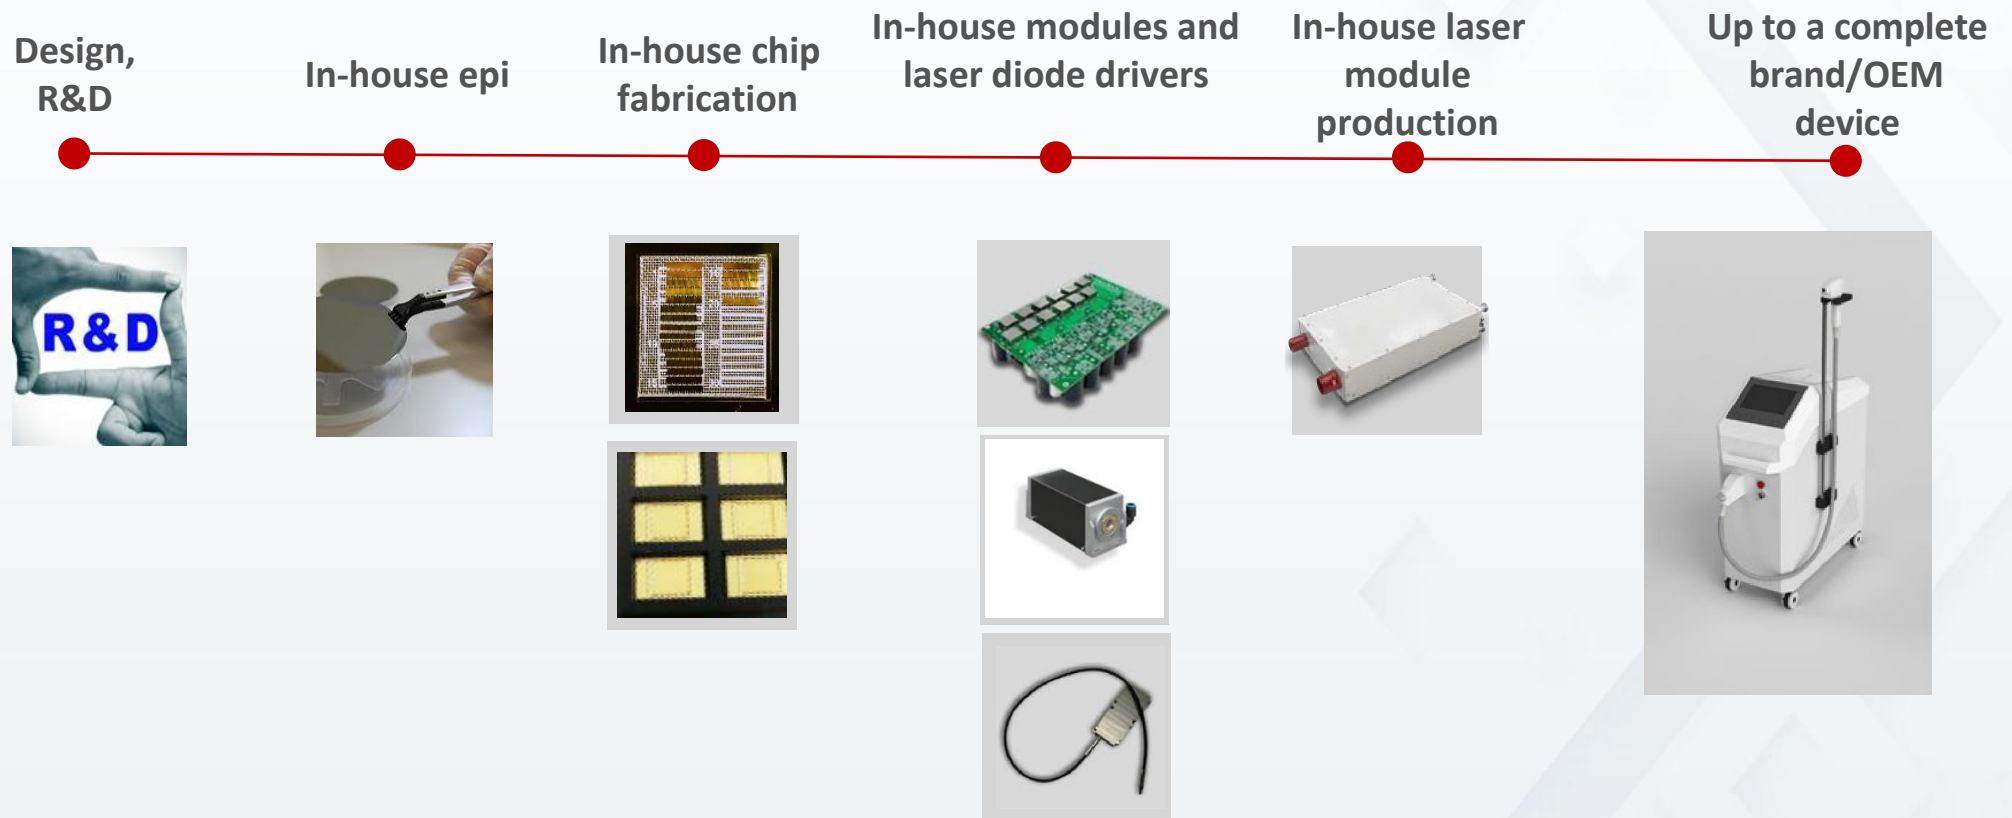 Design,
R&D
In-house epi
In-house chip
fabrication
In-house modules and
laser diode drivers
In-house laser
module
production
Up to a complete
brand/OEM
device
R&D